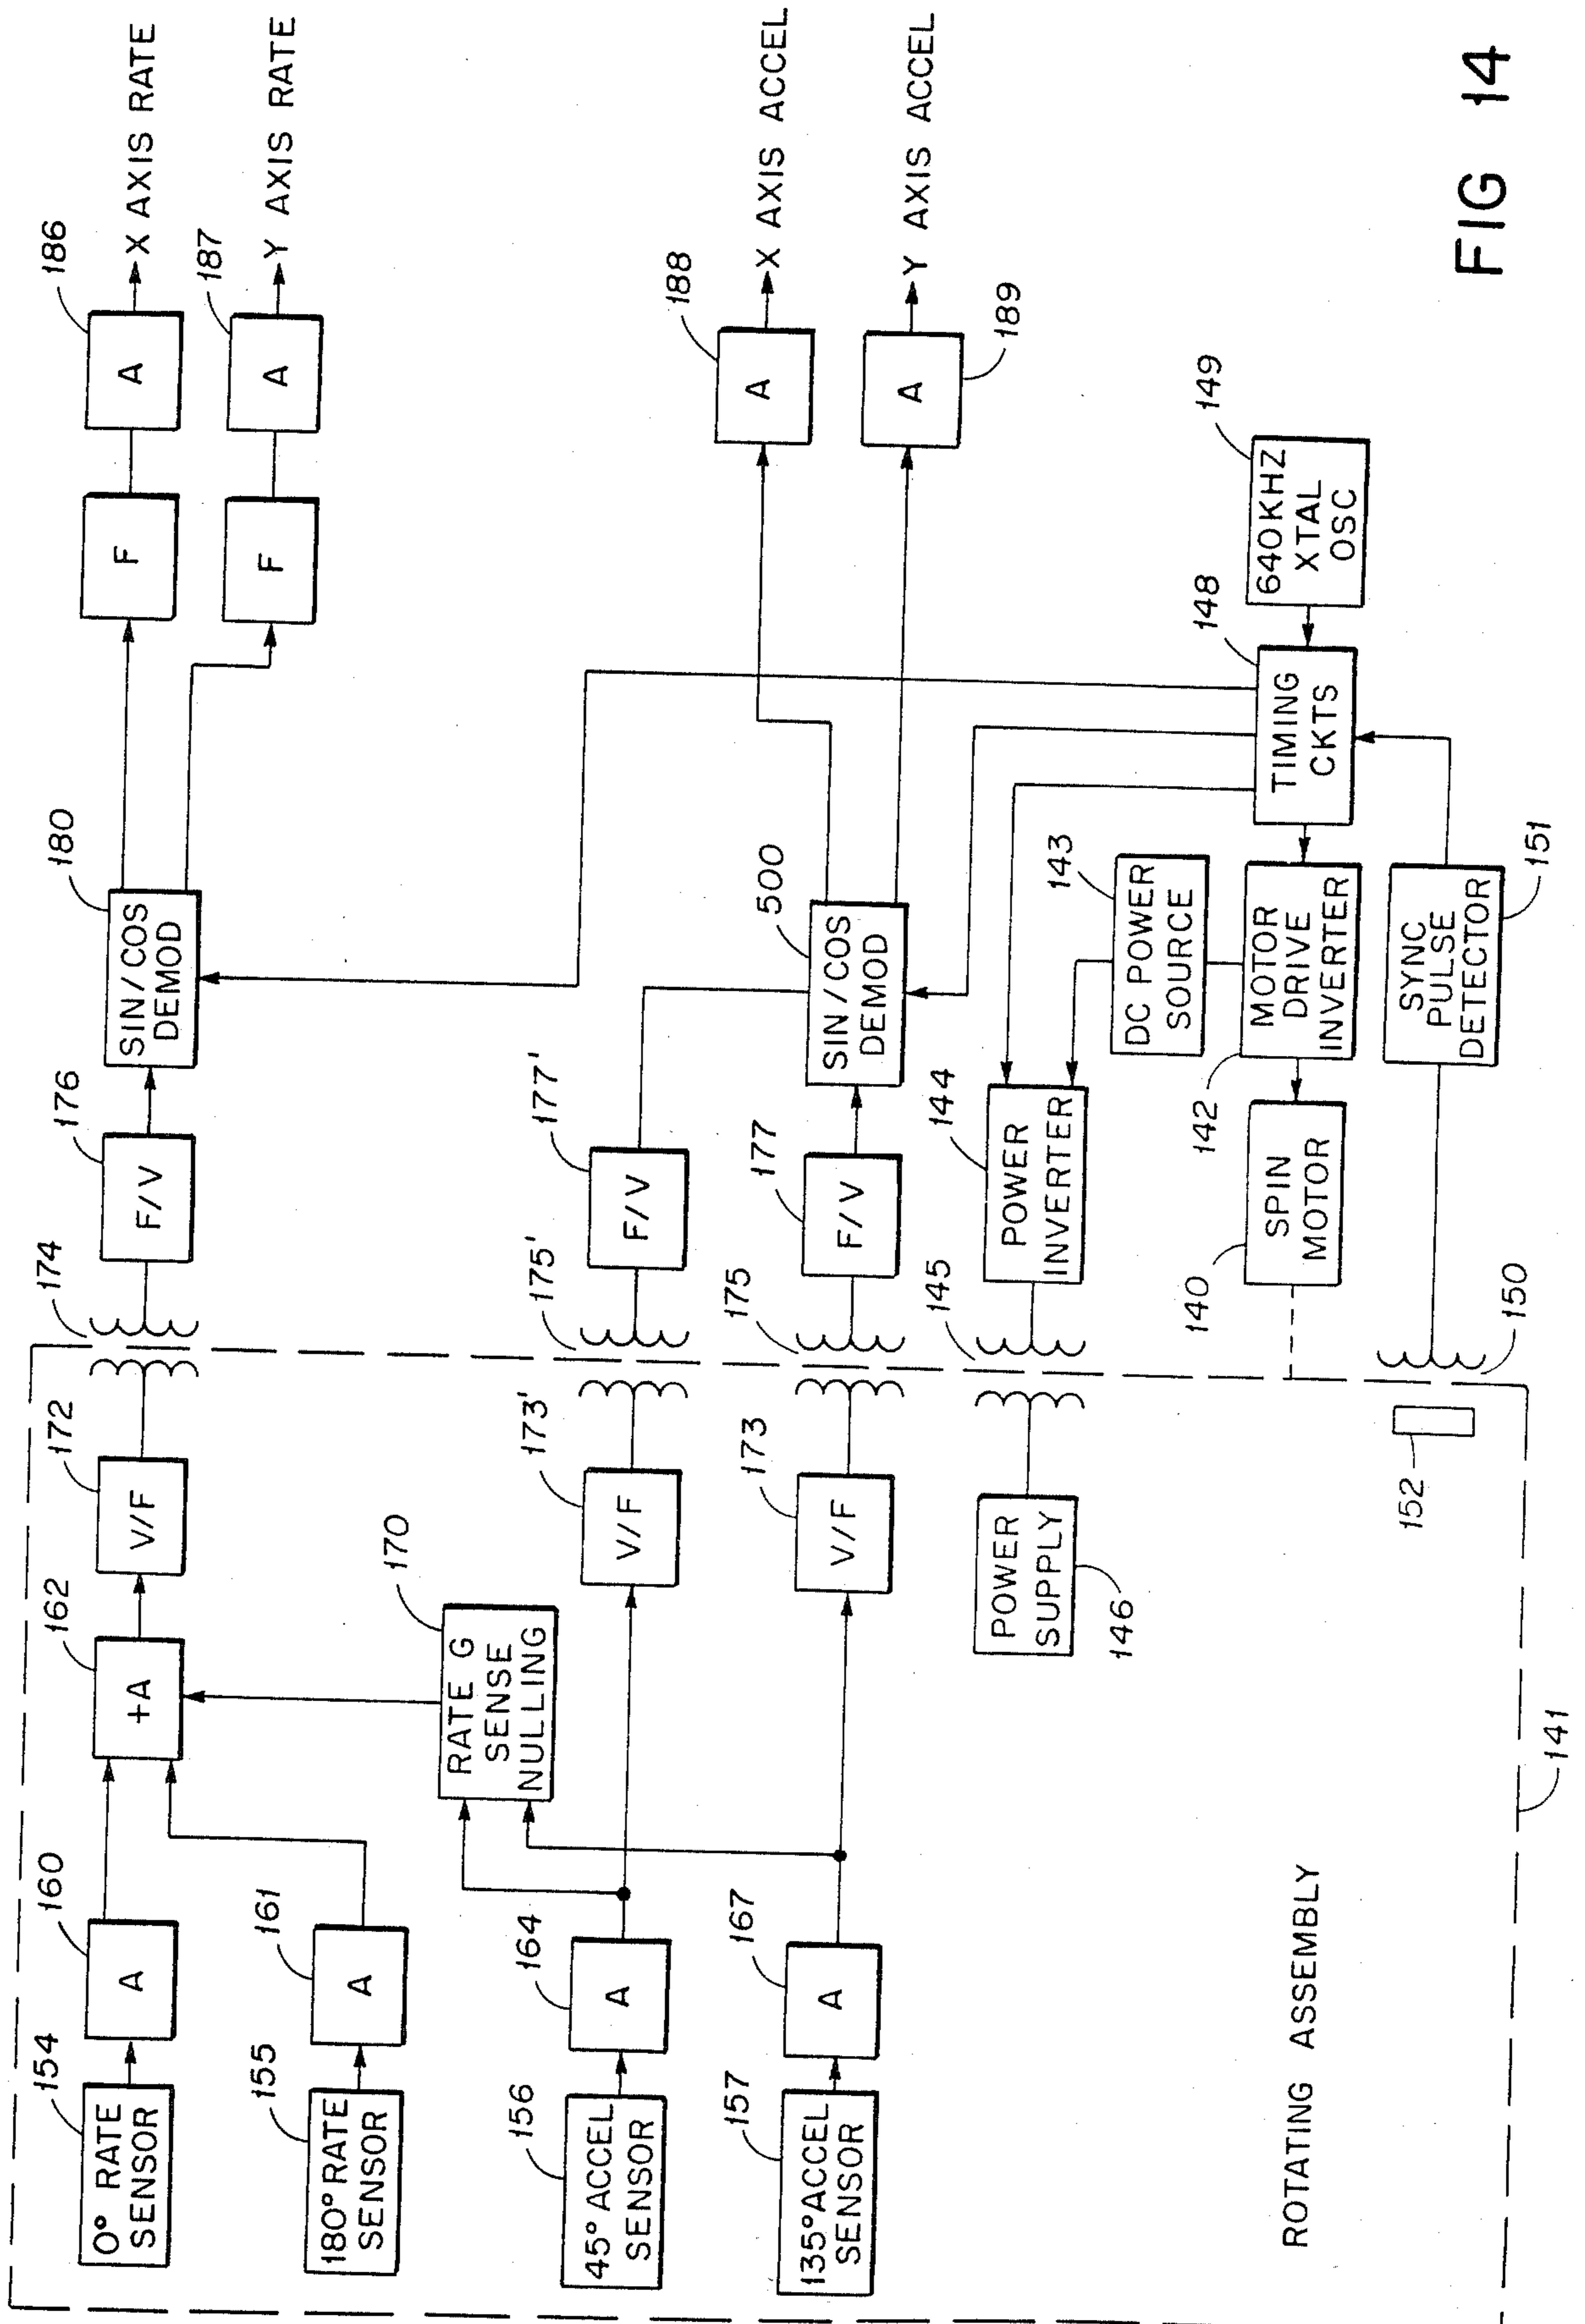 154
0° RATE
SENSOR
160
A
162
+A
172
V/F
174
176
F/V
180
SIN/COS
DEMOD
F
186
A
X AXIS RATE
155
180° RATE
SENSOR
161
A
F
187
A
Y AXIS RATE
170
RATE G
SENSE
NULLING
156
45° ACCEL
SENSOR
164
A
173'
V/F
175'
177'
F/V
188
A
X AXIS ACCEL
157
135° ACCEL
SENSOR
167
A
173
V/F
175
177
F/V
500
SIN/COS
DEMOD
A
189
Y AXIS ACCEL
POWER
SUPPLY
146
145
144
POWER
INVERTER
143
DC POWER
SOURCE
140
SPIN
MOTOR
142
MOTOR
DRIVE
INVERTER
148
TIMING
CKTS
149
640KHZ
XTAL
OSC
152
150
SYNC
PULSE
DETECTOR
151
ROTATING ASSEMBLY
141
FIG 14